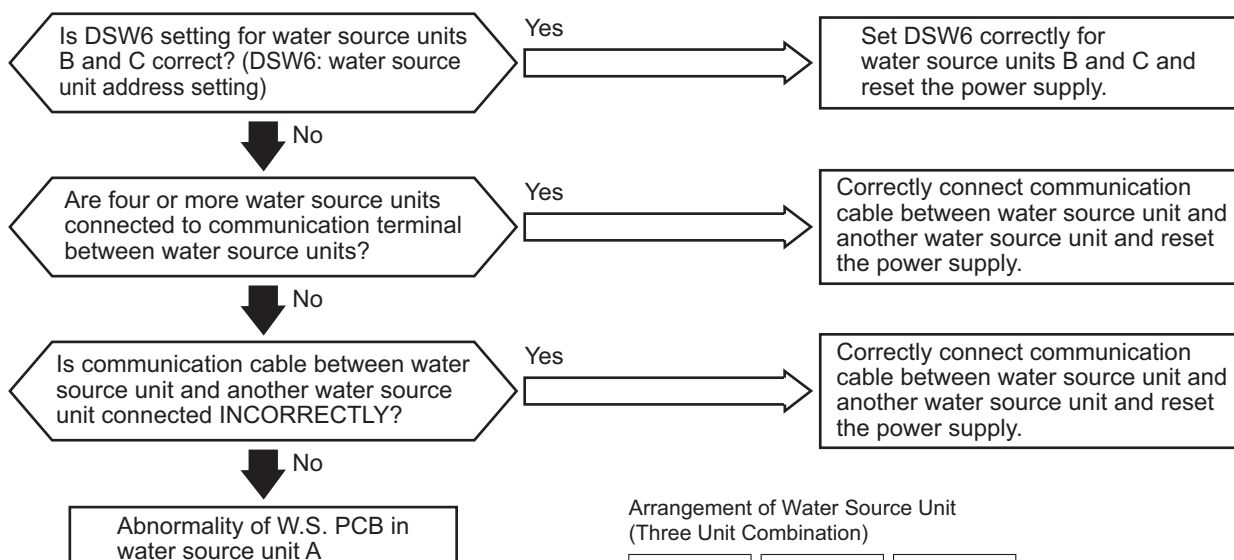 Is DSW6 setting for water source units
B and C correct? (DSW6: water source
unit address setting)
Yes
Set DSW6 correctly for
water source units B and C and
reset the power supply.
No
Are four or more water source units
connected to communication terminal
between water source units?
Yes
Correctly connect communication
cable between water source unit and
another water source unit and reset
the power supply.
No
Is communication cable between water
source unit and another water source
unit connected INCORRECTLY?
Yes
Correctly connect communication
cable between water source unit and
another water source unit and reset
the power supply.
No
Abnormality of W.S. PCB in
water source unit A
Arrangement of Water Source Unit
(Three Unit Combination)